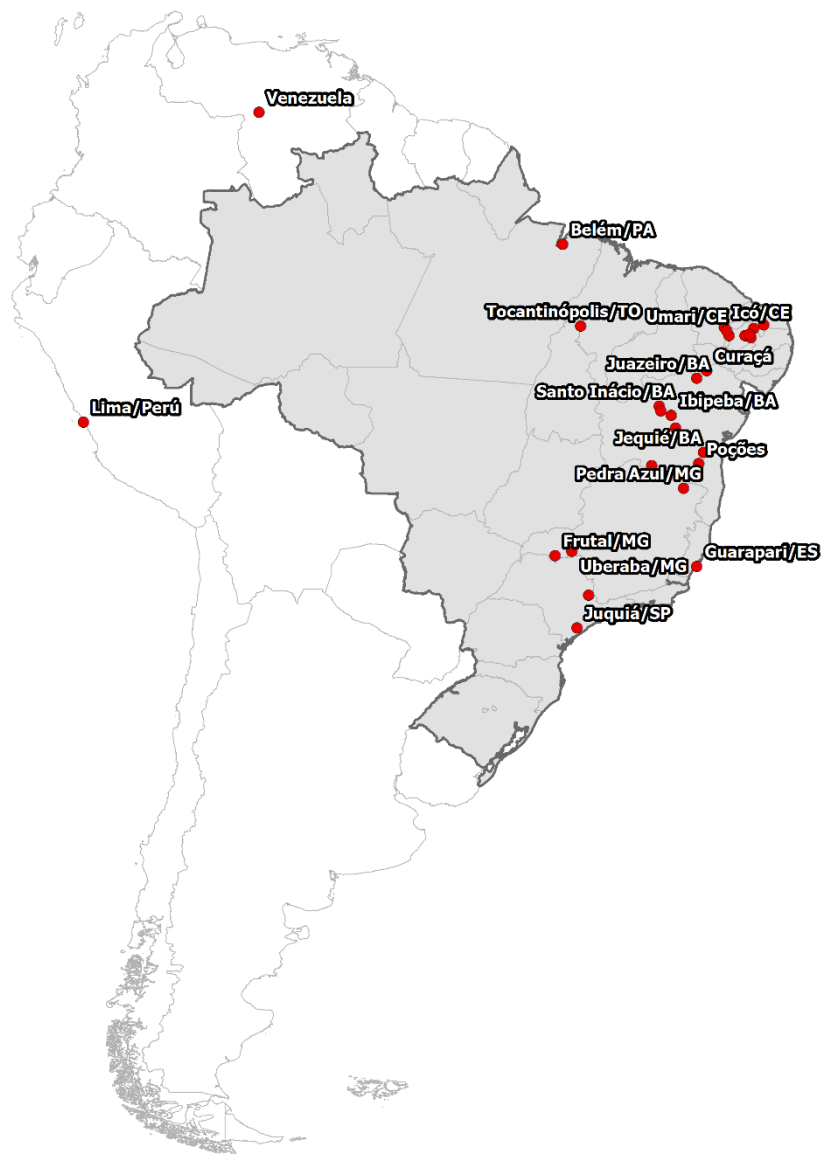 Venezuela
Belém/PA
Tocantinópolis/TO
Umari/CE
Icó/CE
Curaçá
Juazeiro/BA
Santo Inácio/BA
Ibipeba/BA
Lima/Perú
Jequié/BA
Poções
Pedra Azul/MG
Frutal/MG
Guarapari/ES
Uberaba/MG
Juquiá/SP